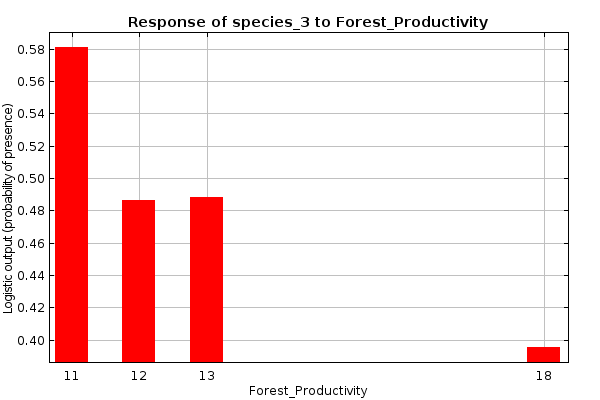 Response of species_3 to Forest_Productivity
Logistic output (probability of presence)
0.58
0.56
0.54
0.52
0.50
0.48
0.46
0.44
0.42
0.40
11 12 13 18
Forest_Productivity